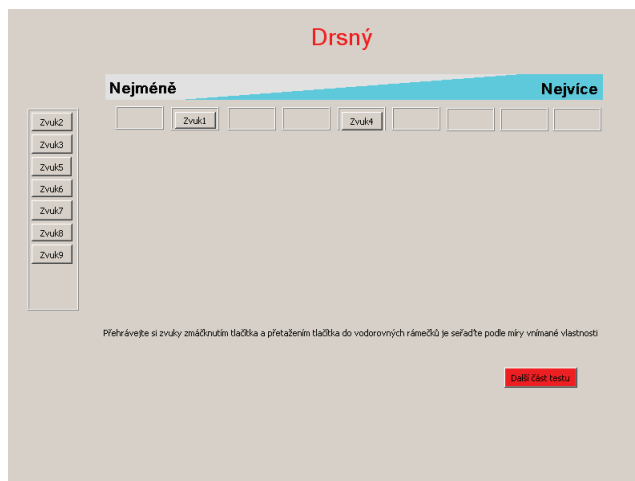 Drsný
Nejméně
Nejvíce
Zvuk1
Zvuk4
Zvuk2
Zvuk3
Zvuk5
Zvuk6
Zvuk7
Zvuk8
Zvuk9
Přehrávejte si zvuky zmáčknutím tlačítka a přetažením tlačítka do vodorovných rámečků je seřaďte podle míry vnímané vlastnosti
Další část testu